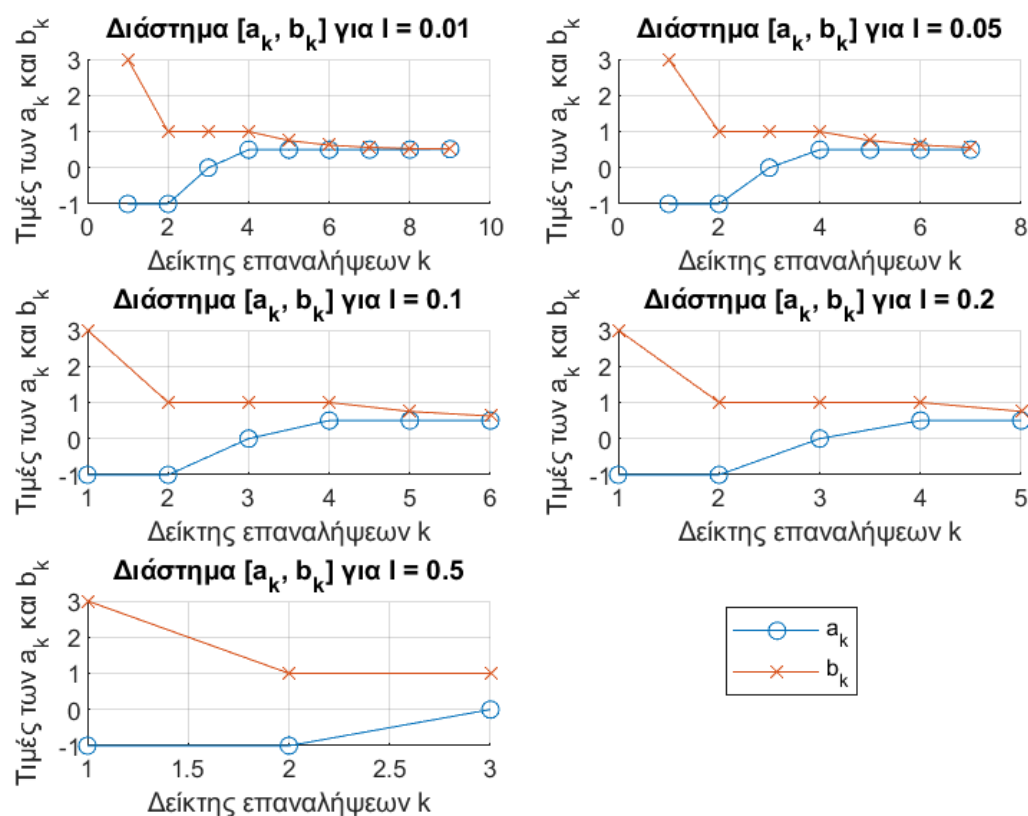 Διάστημα [a_k, b_k] για l = 0.01
Τιμές των a_k και b_k
3
2
1
0
-1
0 2 4 6 8 10
Δείκτης επαναλήψεων k
Διάστημα [a_k, b_k] για l = 0.05
Τιμές των a_k και b_k
3
2
1
0
-1
0 2 4 6 8
Δείκτης επαναλήψεων k
Διάστημα [a_k, b_k] για l = 0.1
Τιμές των a_k και b_k
3
2
1
0
-1
1 2 3 4 5 6
Δείκτης επαναλήψεων k
Διάστημα [a_k, b_k] για l = 0.2
Τιμές των a_k και b_k
3
2
1
0
-1
1 2 3 4 5
Δείκτης επαναλήψεων k
Διάστημα [a_k, b_k] για l = 0.5
Τιμές των a_k και b_k
3
2
1
0
-1
1 1.5 2 2.5 3
Δείκτης επαναλήψεων k
a_k
b_k